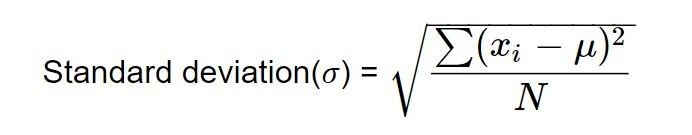 Standard deviation(σ) = √(∑(xᵢ − μ)² / N)